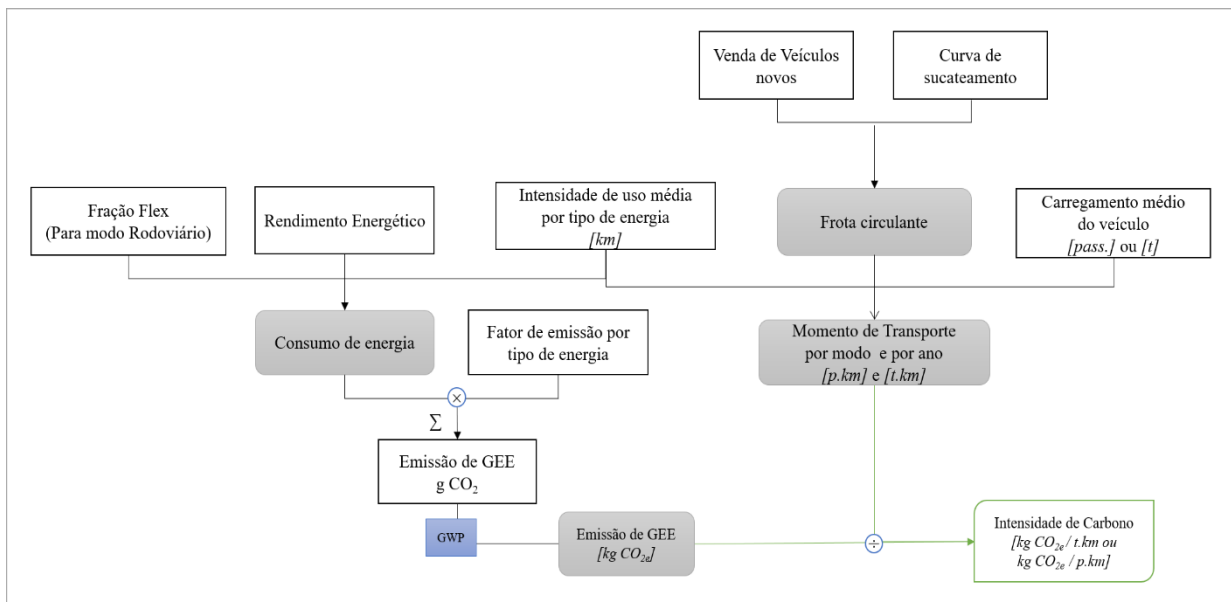 Venda de Veículos
novos
Curva de
sucateamento
Fração Flex
(Para modo Rodoviário)
Rendimento Energético
Intensidade de uso média
por tipo de energia
[km]
Frota circulante
Carregamento médio
do veículo
[pass.] ou [t]
Consumo de energia
Fator de emissão por
tipo de energia
Momento de Transporte
por modo e por ano
[p.km] e [t.km]
×
∑
Emissão de GEE
g CO₂
GWP
Emissão de GEE
[kg CO₂ₑ]
÷
Intensidade de Carbono
[kg CO₂ₑ / t.km ou
kg CO₂ₑ / p.km]